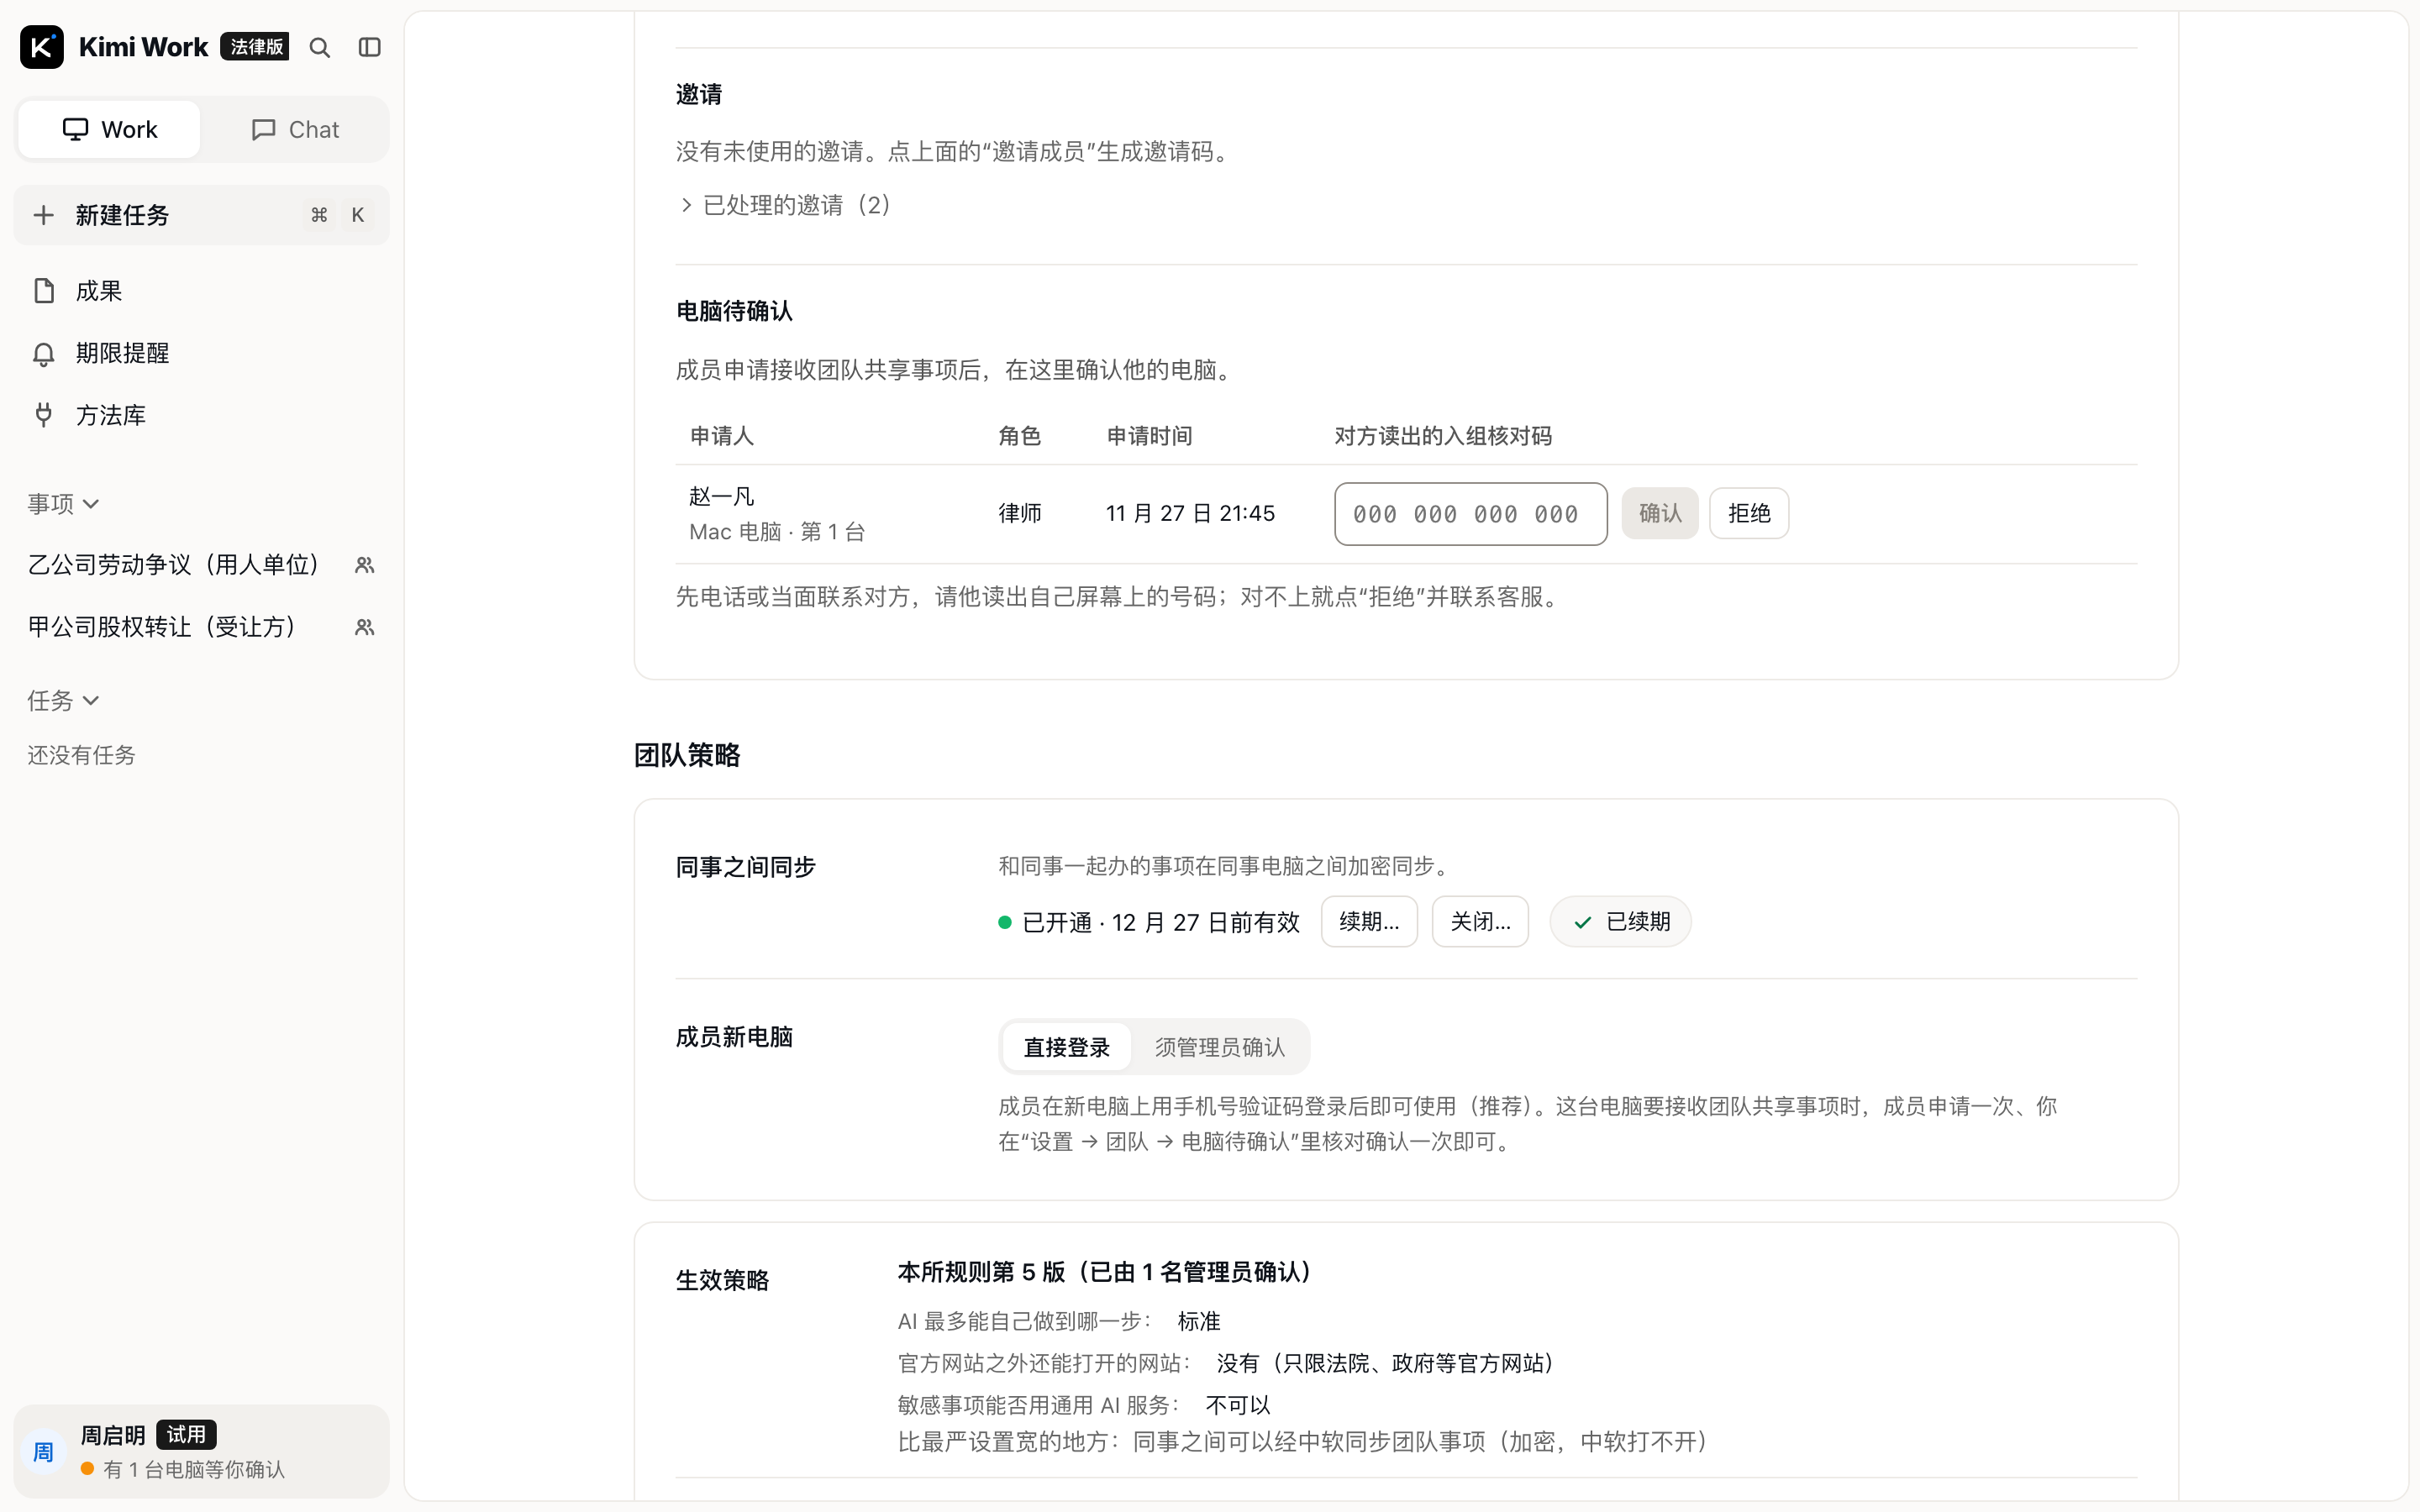 Kimi Work 法律版
Work
Chat
新建任务 ⌘ K
成果
期限提醒
方法库
事项
乙公司劳动争议（用人单位）
甲公司股权转让（受让方）
任务
还没有任务
周 周启明 试用
有 1 台电脑等你确认
邀请
没有未使用的邀请。点上面的“邀请成员”生成邀请码。
已处理的邀请（2）
电脑待确认
成员申请接收团队共享事项后，在这里确认他的电脑。
申请人 角色 申请时间 对方读出的入组核对码
赵一凡
Mac 电脑 · 第 1 台
律师 11 月 27 日 21:45 000 000 000 000 确认 拒绝
先电话或当面联系对方，请他读出自己屏幕上的号码；对不上就点“拒绝”并联系客服。
团队策略
同事之间同步
和同事一起办的事项在同事电脑之间加密同步。
已开通 · 12 月 27 日前有效 续期... 关闭... 已续期
成员新电脑
直接登录 须管理员确认
成员在新电脑上用手机号验证码登录后即可使用（推荐）。这台电脑要接收团队共享事项时，成员申请一次、你
在“设置 → 团队 → 电脑待确认”里核对确认一次即可。
生效策略
本所规则第 5 版（已由 1 名管理员确认）
AI 最多能自己做到哪一步： 标准
官方网站之外还能打开的网站： 没有（只限法院、政府等官方网站）
敏感事项能否用通用 AI 服务： 不可以
比最严设置宽的地方：同事之间可以经中软同步团队事项（加密，中软打不开）